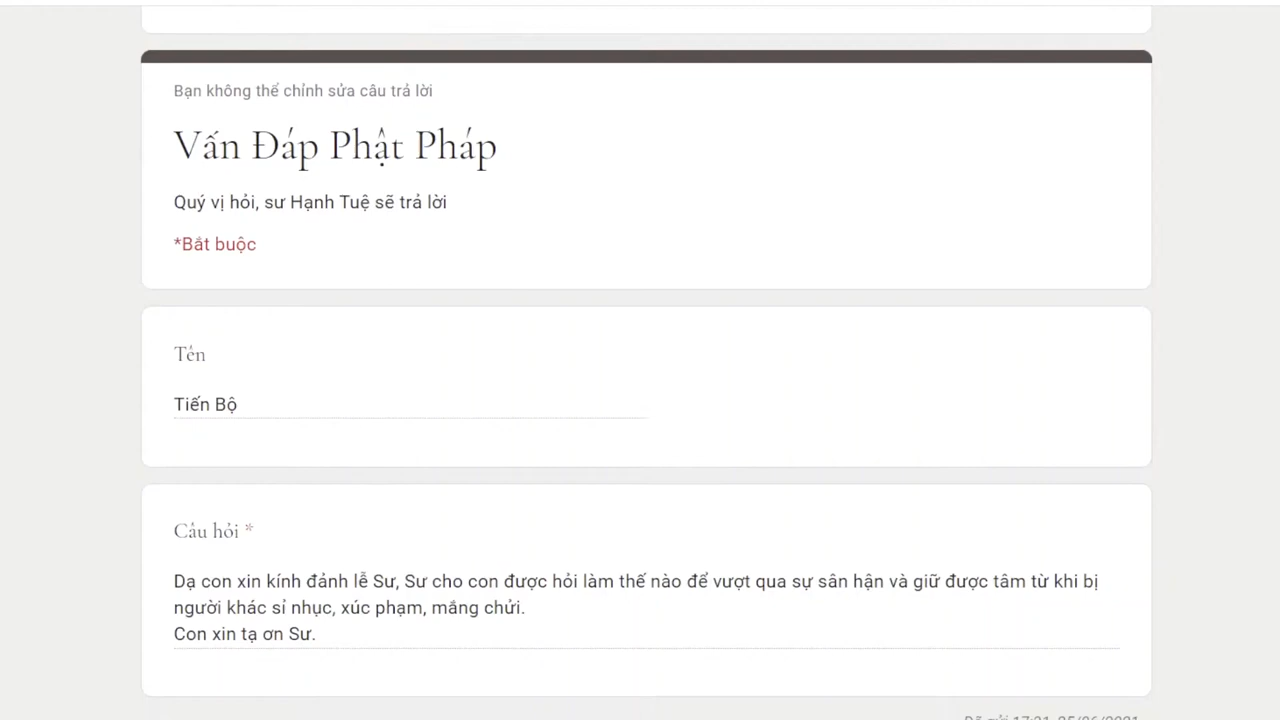 Bạn không thể chỉnh sửa câu trả lời
Vấn Đáp Phật Pháp
Quý vị hỏi, sư Hạnh Tuệ sẽ trả lời
*Bắt buộc
Tên
Tiến Bộ
Câu hỏi *
Dạ con xin kính đảnh lễ Sư, Sư cho con được hỏi làm thế nào để vượt qua sự sân hận và giữ được tâm từ khi bị
người khác sỉ nhục, xúc phạm, mắng chửi.
Con xin tạ ơn Sư.